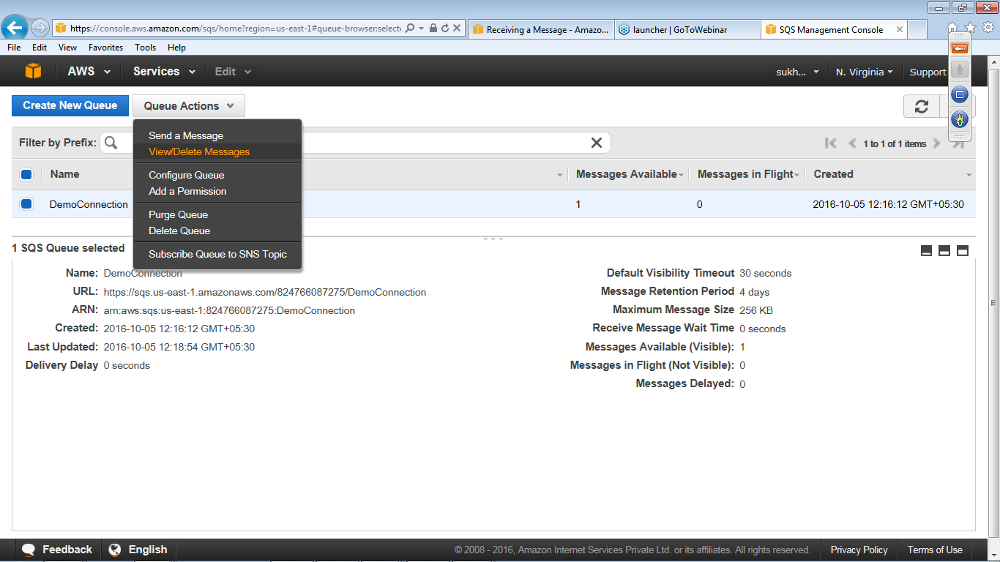 https://console.aws.amazon.com/sqs/home?region=us-east-1#queue-browser:select
Receiving a Message - Amazo...
launcher | GoToWebinar
SQS Management Console
File Edit View Favorites Tools Help
AWS Services Edit sukh... N. Virginia Support
Create New Queue Queue Actions
Send a Message
View/Delete Messages
Configure Queue
Add a Permission
Purge Queue
Delete Queue
Subscribe Queue to SNS Topic
Filter by Prefix: 1 to 1 of 1 items
Name Messages Available Messages in Flight Created
DemoConnection 1 0 2016-10-05 12:16:12 GMT+05:30
1 SQS Queue selected
Name: DemoConnection
URL: https://sqs.us-east-1.amazonaws.com/824766087275/DemoConnection
ARN: arn:aws:sqs:us-east-1:824766087275:DemoConnection
Created: 2016-10-05 12:16:12 GMT+05:30
Last Updated: 2016-10-05 12:18:54 GMT+05:30
Delivery Delay 0 seconds
Default Visibility Timeout 30 seconds
Message Retention Period 4 days
Maximum Message Size 256 KB
Receive Message Wait Time 0 seconds
Messages Available (Visible): 1
Messages in Flight (Not Visible): 0
Messages Delayed: 0
Feedback English © 2008 - 2016, Amazon Internet Services Private Ltd. or its affiliates. All rights reserved. Privacy Policy Terms of Use